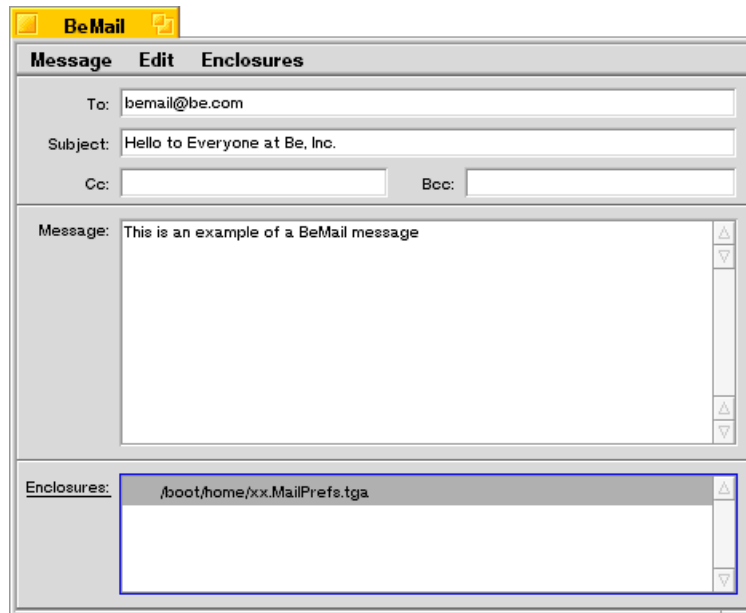 BeMail
Message Edit Enclosures
To: bemail@be.com
Subject: Hello to Everyone at Be, Inc.
Cc: Bcc:
Message: This is an example of a BeMail message
Enclosures: /boot/home/xx.MailPrefs.tga